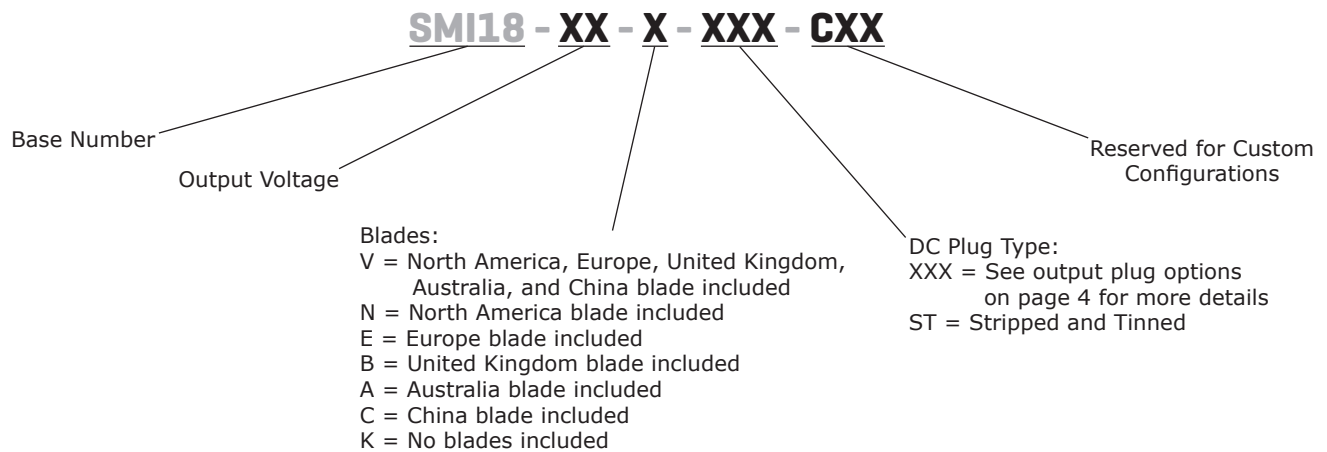 SMI18 - XX - X - XXX - CXX
Base Number
Output Voltage
Blades:
V = North America, Europe, United Kingdom,
Australia, and China blade included
N = North America blade included
E = Europe blade included
B = United Kingdom blade included
A = Australia blade included
C = China blade included
K = No blades included
DC Plug Type:
XXX = See output plug options
on page 4 for more details
ST = Stripped and Tinned
Reserved for Custom
Configurations